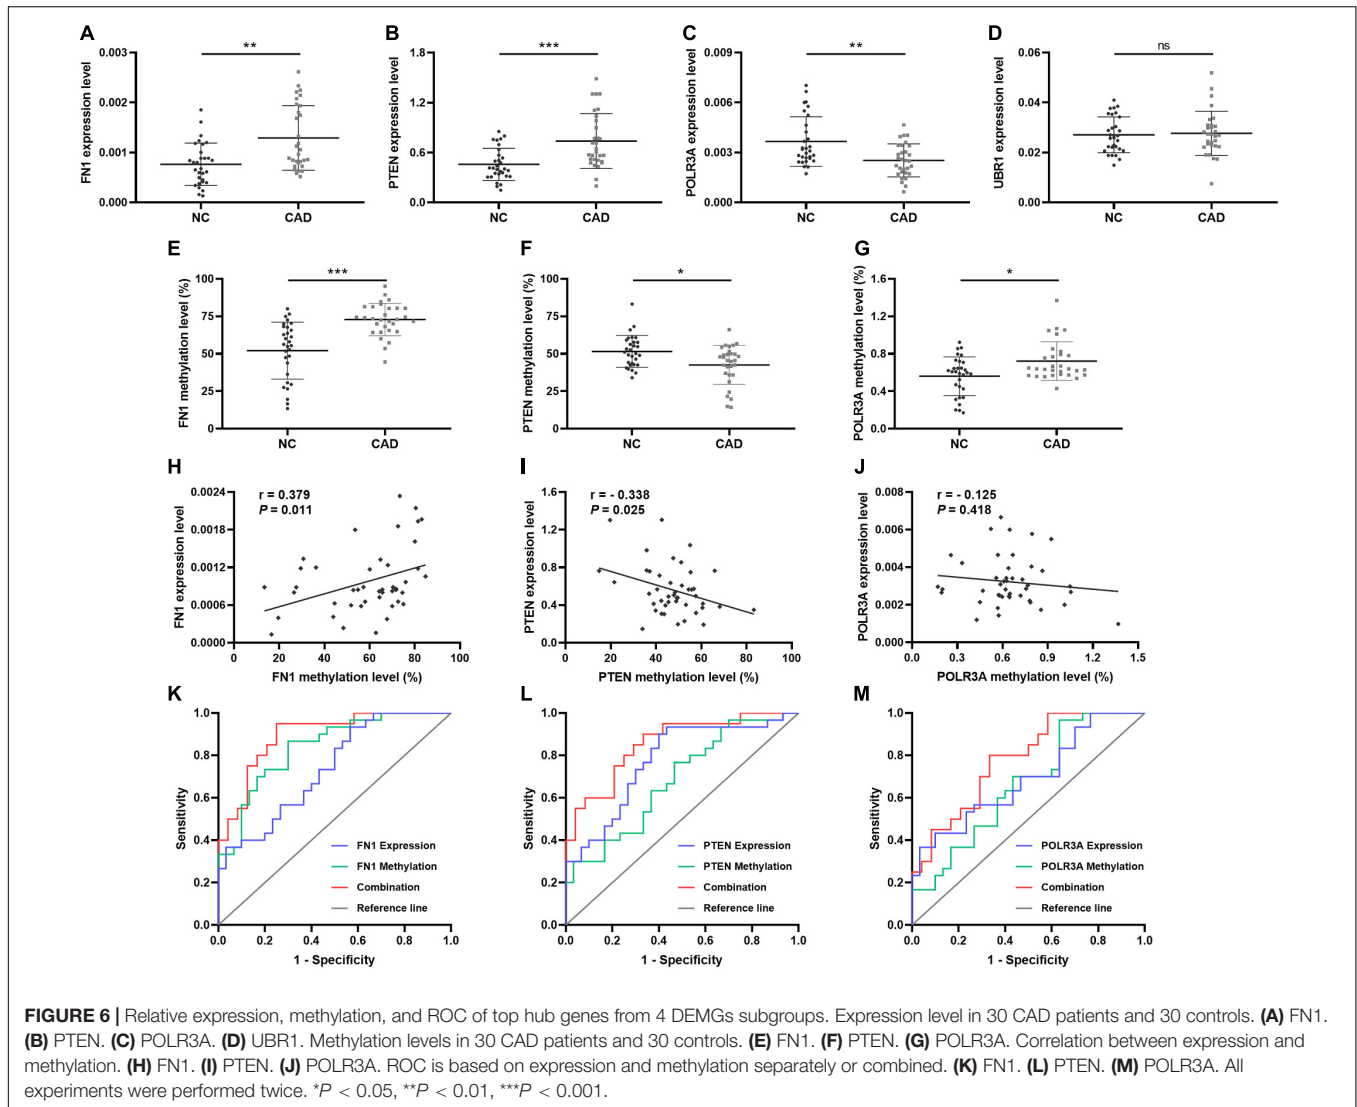 A
B
C
D
FN1 expression level
0.003
0.002
0.001
0.000
**
NC
CAD
PTEN expression level
1.8
1.2
0.6
0.0
***
NC
CAD
POLR3A expression level
0.009
0.006
0.003
0.000
**
NC
CAD
UBR1 expression level
0.06
0.04
0.02
0.00
ns
NC
CAD
E
F
G
FN1 methylation level (%)
100
75
50
25
0
***
NC
CAD
PTEN methylation level (%)
100
75
50
25
0
*
NC
CAD
POLR3A methylation level (%)
1.6
1.2
0.8
0.4
0.0
*
NC
CAD
H
I
J
FN1 expression level
0.0024
0.0018
0.0012
0.0006
0.0000
r = 0.379
P = 0.011
0 20 40 60 80 100
FN1 methylation level (%)
PTEN expression level
1.6
1.2
0.8
0.4
0.0
r = - 0.338
P = 0.025
0 20 40 60 80 100
PTEN methylation level (%)
POLR3A expression level
0.008
0.006
0.004
0.002
0.000
r = - 0.125
P = 0.418
0.0 0.3 0.6 0.9 1.2 1.5
POLR3A methylation level (%)
K
L
M
Sensitivity
1.0
0.8
0.6
0.4
0.2
0.0
FN1 Expression
FN1 Methylation
Combination
Reference line
0.0 0.2 0.4 0.6 0.8 1.0
1 - Specificity
Sensitivity
1.0
0.8
0.6
0.4
0.2
0.0
PTEN Expression
PTEN Methylation
Combination
Reference line
0.0 0.2 0.4 0.6 0.8 1.0
1 - Specificity
Sensitivity
1.0
0.8
0.6
0.4
0.2
0.0
POLR3A Expression
POLR3A Methylation
Combination
Reference line
0.0 0.2 0.4 0.6 0.8 1.0
1 - Specificity
FIGURE 6 | Relative expression, methylation, and ROC of top hub genes from 4 DEMGs subgroups. Expression level in 30 CAD patients and 30 controls. (A) FN1.
(B) PTEN. (C) POLR3A. (D) UBR1. Methylation levels in 30 CAD patients and 30 controls. (E) FN1. (F) PTEN. (G) POLR3A. Correlation between expression and
methylation. (H) FN1. (I) PTEN. (J) POLR3A. ROC is based on expression and methylation separately or combined. (K) FN1. (L) PTEN. (M) POLR3A. All
experiments were performed twice. *P < 0.05, **P < 0.01, ***P < 0.001.